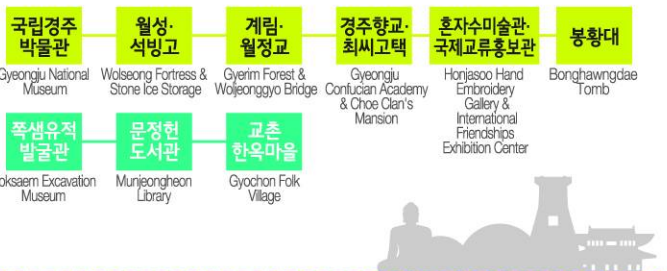 국립경주
박물관
월성·
석빙고
계림·
월정교
경주향교·
최씨고택
혼자수미술관·
국제교류홍보관
봉황대
Gyeongju National
Museum
Wolseong Fortress &
Stone Ice Storage
Gyerim Forest &
Woljeonggyo Bridge
Gyeongju
Confucian Academy
& Choe Clan's
Mansion
Honjasoo Hand
Embroidery
Gallery &
International
Friendships
Exhibition Center
Bonghawngdae
Tomb
쪽샘유적
발굴관
문정헌
도서관
교촌
한옥마을
oksaem Excavation
Museum
Munjeongheon
Library
Gyochon Folk
Village